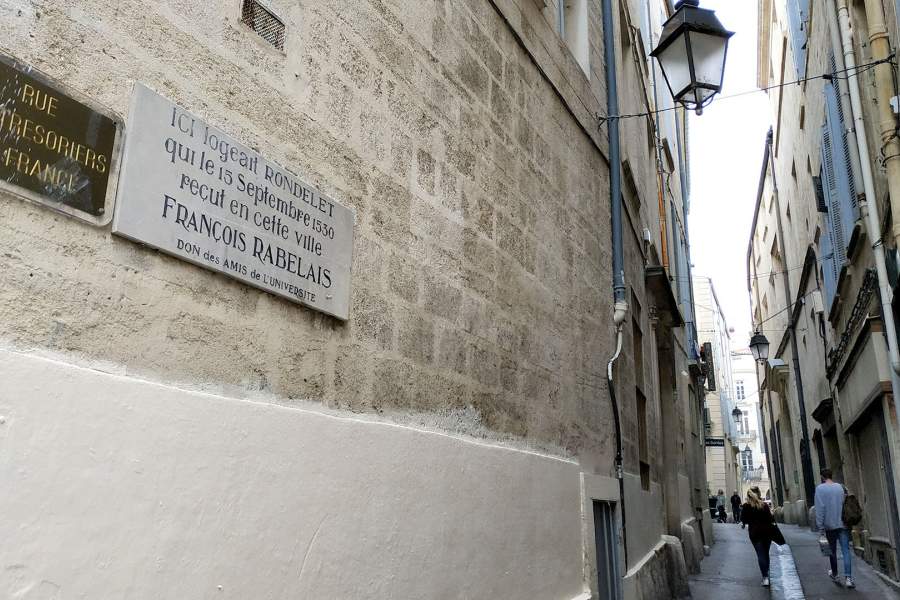 RUE
TRESORIERS
FRANCE
ICI logeait RONDELET
qui le 15 Septembre 1530
reçut en cette ville
FRANÇOIS RABELAIS
DON des AMIS de L'UNIVERSITE